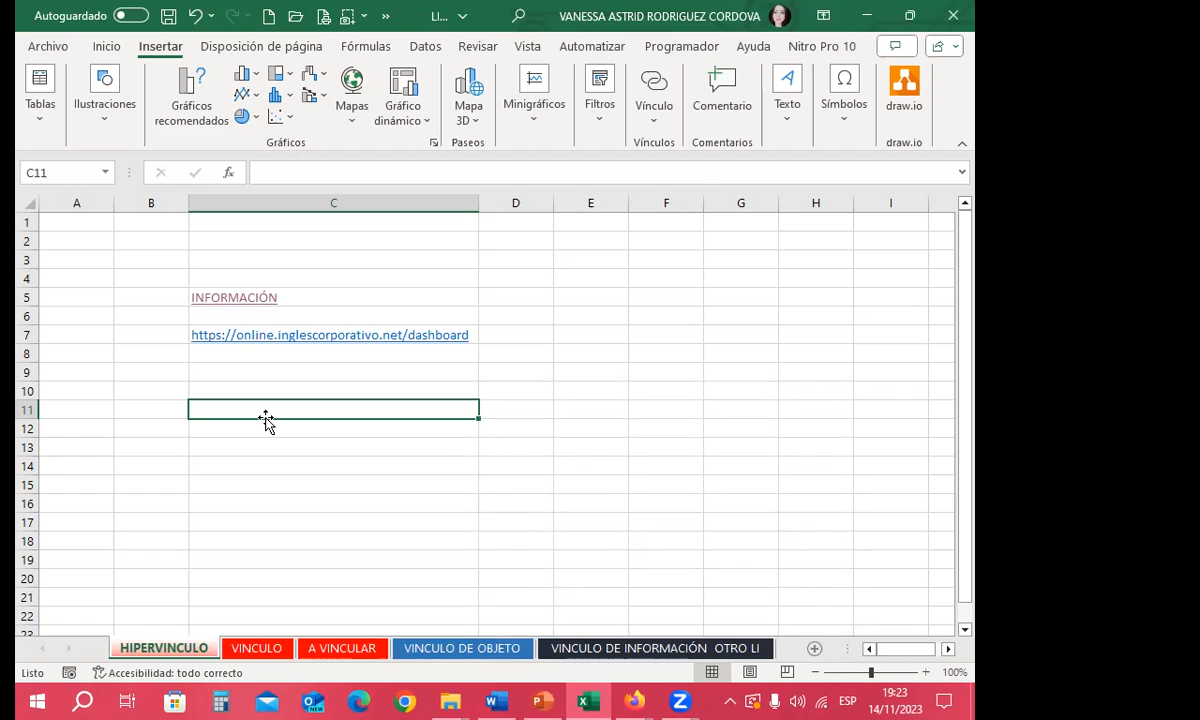 Autoguardado
LI...
VANESSA ASTRID RODRIGUEZ CORDOVA
Archivo Inicio Insertar Disposición de página Fórmulas Datos Revisar Vista Automatizar Programador Ayuda Nitro Pro 10
Tablas
Ilustraciones
Gráficos recomendados
Mapas
Gráfico dinámico
Gráficos
Mapa 3D
Paseos
Minigráficos
Filtros
Vínculo
Vínculos
Comentario
Comentarios
Texto
Símbolos
draw.io
draw.io
C11
fx
A B C D E F G H I
1
2
3
4
5 INFORMACIÓN
6
7 https://online.inglescorporativo.net/dashboard
8
9
10
11
12
13
14
15
16
17
18
19
20
21
22
23
HIPERVINCULO VINCULO A VINCULAR VINCULO DE OBJETO VINCULO DE INFORMACIÓN OTRO LI
Listo Accesibilidad: todo correcto 100%
ESP
19:23
14/11/2023